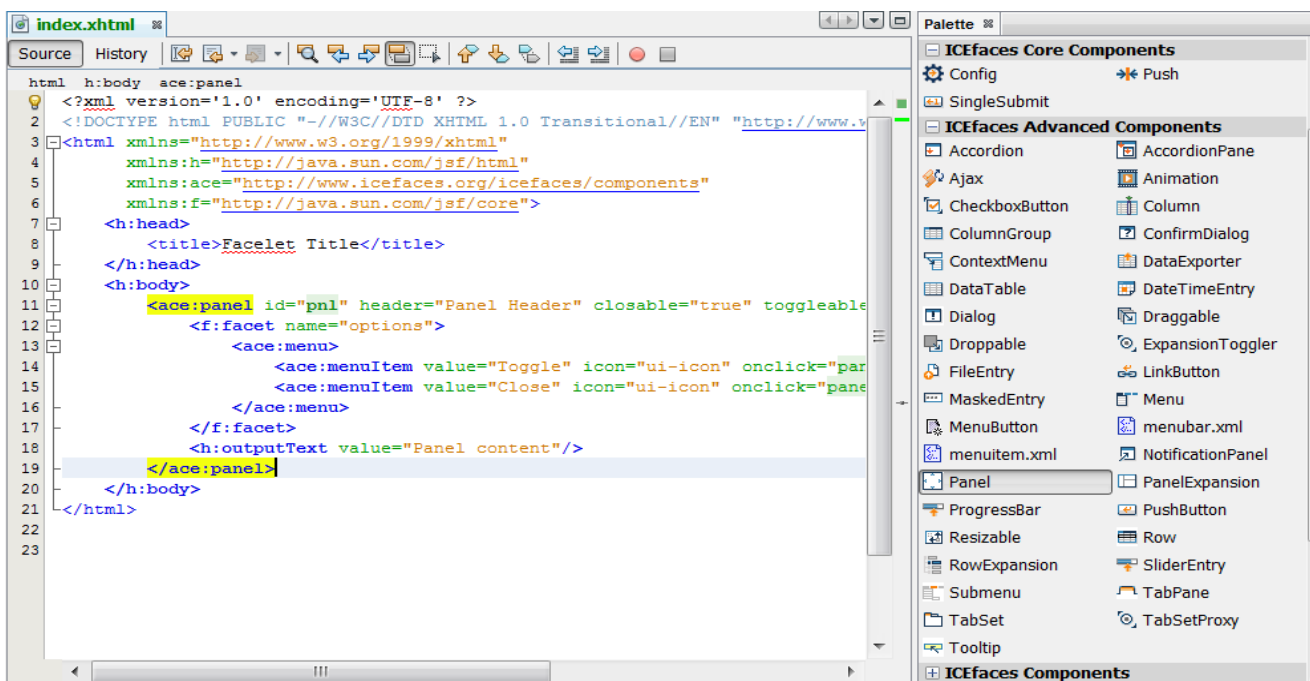 index.xhtml
Source History
html h:body ace:panel
<?xml version='1.0' encoding='UTF-8' ?>
2 <!DOCTYPE html PUBLIC "-//W3C//DTD XHTML 1.0 Transitional//EN" "http://www.w
3 <html xmlns="http://www.w3.org/1999/xhtml"
4 xmlns:h="http://java.sun.com/jsf/html"
5 xmlns:ace="http://www.icefaces.org/icefaces/components"
6 xmlns:f="http://java.sun.com/jsf/core">
7 <h:head>
8 <title>Facelet Title</title>
9 </h:head>
10 <h:body>
11 <ace:panel id="pnl" header="Panel Header" closable="true" toggleable
12 <f:facet name="options">
13 <ace:menu>
14 <ace:menuItem value="Toggle" icon="ui-icon" onclick="pan
15 <ace:menuItem value="Close" icon="ui-icon" onclick="pane
16 </ace:menu>
17 </f:facet>
18 <h:outputText value="Panel content"/>
19 </ace:panel>
20 </h:body>
21 </html>
22
23
Palette
ICEfaces Core Components
Config Push
SingleSubmit
ICEfaces Advanced Components
Accordion AccordionPane
Ajax Animation
CheckboxButton Column
ColumnGroup ConfirmDialog
ContextMenu DataExporter
DataTable DateTimeEntry
Dialog Draggable
Droppable ExpansionToggler
FileEntry LinkButton
MaskedEntry Menu
MenuButton menubar.xml
menuitem.xml NotificationPanel
Panel PanelExpansion
ProgressBar PushButton
Resizable Row
RowExpansion SliderEntry
Submenu TabPane
TabSet TabSetProxy
Tooltip
ICEfaces Components